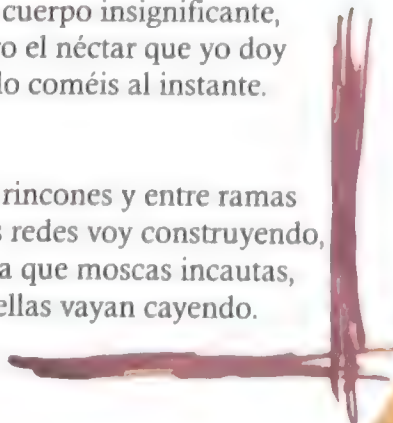 cuerpo insignificante,
o el néctar que yo doy
lo coméis al instante.
rincones y entre ramas
s redes voy construyendo,
a que moscas incautas,
ellas vayan cayendo.